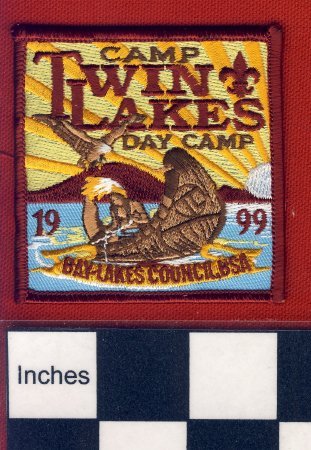 CAMP
TWIN
LAKES
DAY CAMP
19 99
BAY-LAKES COUNCIL, BSA
Inches